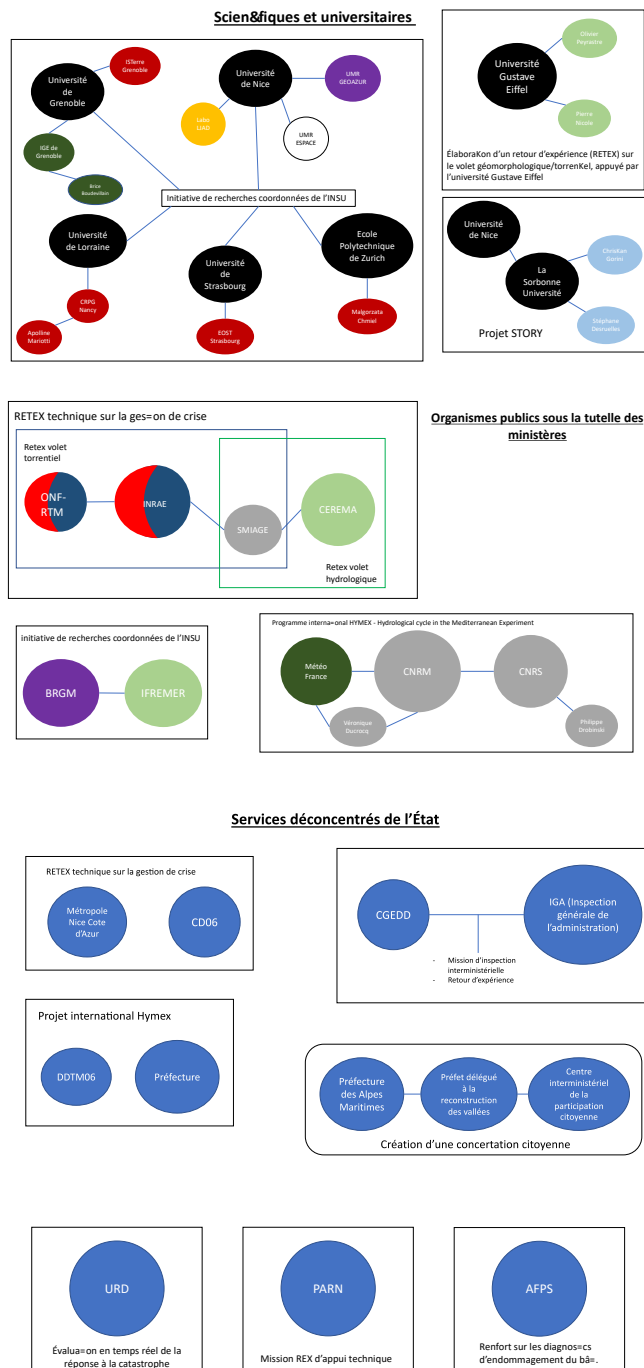 Scien&fiques et universitaires
ISTerre
Grenoble
Université
de
Grenoble
Université
de Nice
UMR
GEOAZUR
Labo
LIAD
UMR
ESPACE
IGE de
Grenoble
Brice
Boudevillain
Initiative de recherches coordonnées de l’INSU
Université
de Lorraine
Université
de
Strasbourg
Ecole
Polytechnique
de Zurich
CRPG
Nancy
Apolline
Mariotti
EOST
Strasbourg
Malgorzata
Chmiel
Université
Gustave
Eiffel
Olivier
Payrastre
Pierre
Nicole
ÉlaboraKon d’un retour d’expérience (RETEX) sur
le volet géomorphologique/torrenKel, appuyé par
l’université Gustave Eiffel
Université
de Nice
La
Sorbonne
Université
ChrisKan
Gorini
Stéphane
Desruelles
Projet STORY
Organismes publics sous la tutelle des
ministères
RETEX technique sur la ges=on de crise
Retex volet
torrentiel
ONF-
RTM
INRAE
SMIAGE
CEREMA
Retex volet
hydrologique
initiative de recherches coordonnées de l’INSU
BRGM
IFREMER
Programme interna=onal HYMEX - Hydrological cycle in the Mediterranean Experiment
Météo
France
CNRM
CNRS
Véronique
Ducrocq
Philippe
Drobinski
Services déconcentrés de l’État
RETEX technique sur la gestion de crise
Métropole
Nice Cote
d’Azur
CD06
CGEDD
IGA (Inspection
générale de
l’administration)
- Mission d’inspection
interministérielle
- Retour d’expérience
Projet international Hymex
DDTM06
Préfecture
Préfecture
des Alpes
Maritimes
Préfet délégué
à la
reconstruction
des vallées
Centre
interministériel
de la
participation
citoyenne
Création d’une concertation citoyenne
URD
Évalua=on en temps réel de la
réponse à la catastrophe
PARN
Mission REX d’appui technique
AFPS
Renfort sur les diagnos=cs
d’endommagement du bâ=.